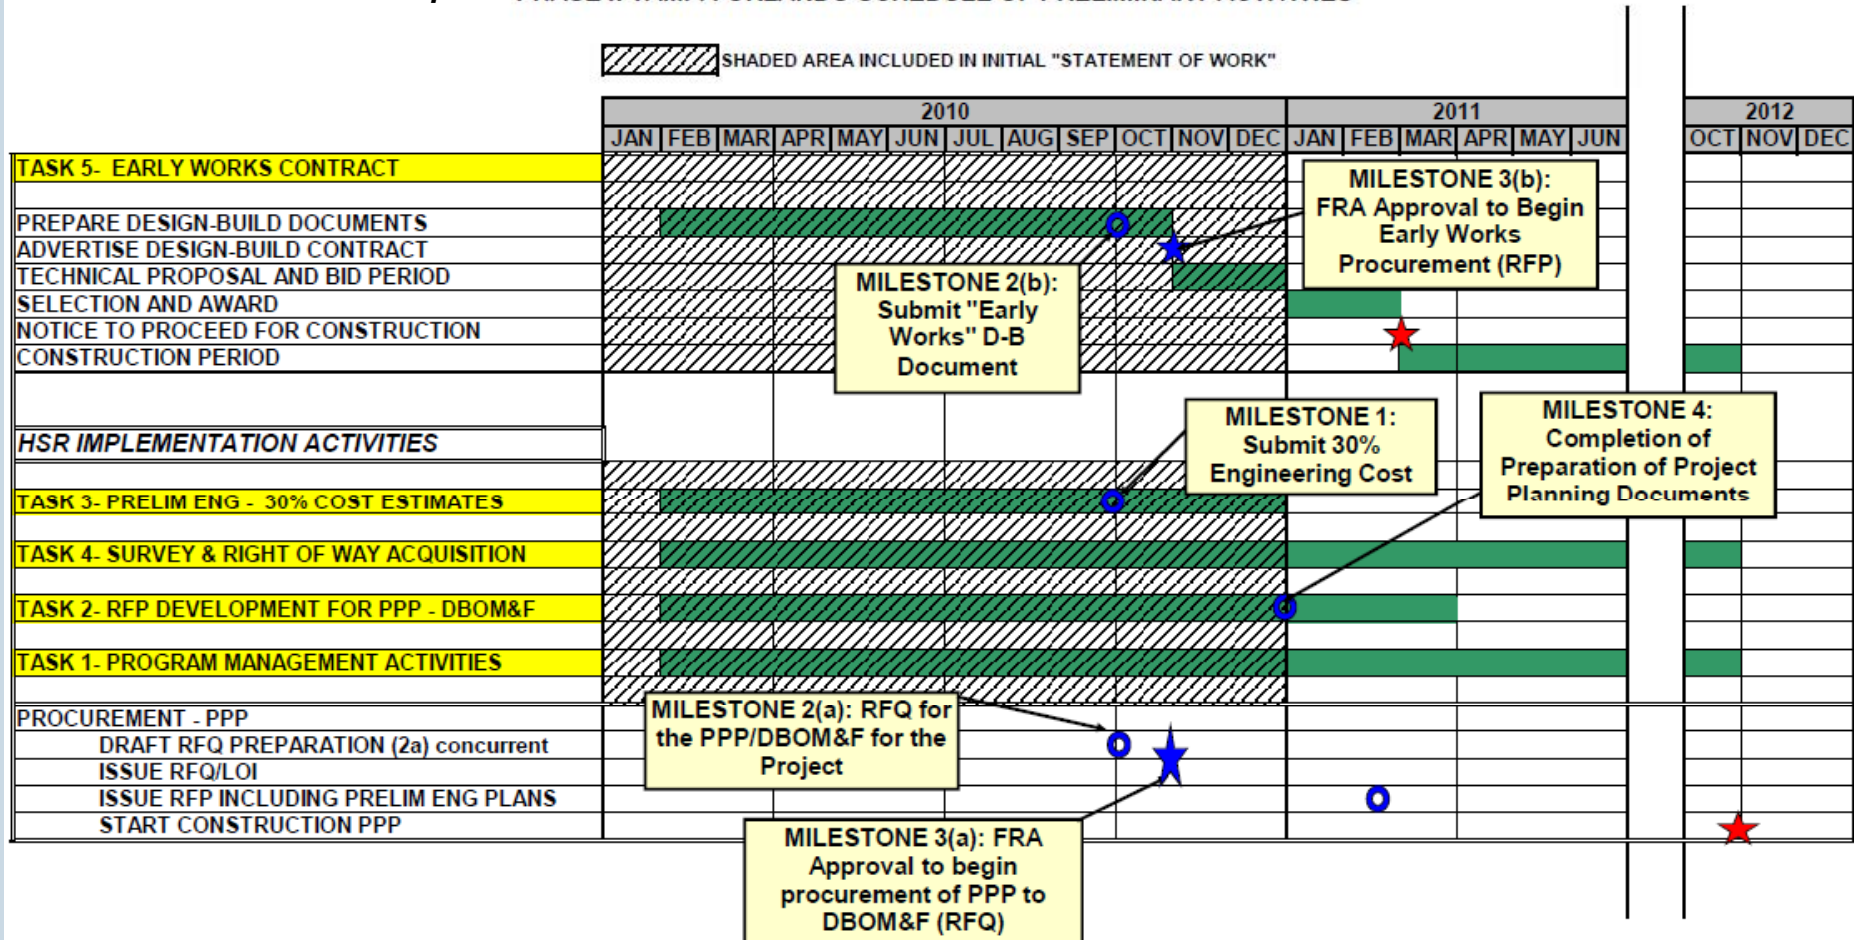 SHADED AREA INCLUDED IN INITIAL "STATEMENT OF WORK"
2010 2011 2012
JAN FEB MAR APR MAY JUN JUL AUG SEP OCT NOV DEC JAN FEB MAR APR MAY JUN OCT NOV DEC
TASK 5- EARLY WORKS CONTRACT
PREPARE DESIGN-BUILD DOCUMENTS
ADVERTISE DESIGN-BUILD CONTRACT
TECHNICAL PROPOSAL AND BID PERIOD
SELECTION AND AWARD
NOTICE TO PROCEED FOR CONSTRUCTION
CONSTRUCTION PERIOD
MILESTONE 3(b):
FRA Approval to Begin
Early Works
Procurement (RFP)
MILESTONE 2(b):
Submit "Early
Works" D-B
Document
HSR IMPLEMENTATION ACTIVITIES
MILESTONE 1:
Submit 30%
Engineering Cost
MILESTONE 4:
Completion of
Preparation of Project
Planning Documents
TASK 3- PRELIM ENG - 30% COST ESTIMATES
TASK 4- SURVEY & RIGHT OF WAY ACQUISITION
TASK 2- RFP DEVELOPMENT FOR PPP - DBOM&F
TASK 1- PROGRAM MANAGEMENT ACTIVITIES
PROCUREMENT - PPP
DRAFT RFQ PREPARATION (2a) concurrent
ISSUE RFQ/LOI
ISSUE RFP INCLUDING PRELIM ENG PLANS
START CONSTRUCTION PPP
MILESTONE 2(a): RFQ for
the PPP/DBOM&F for the
Project
MILESTONE 3(a): FRA
Approval to begin
procurement of PPP to
DBOM&F (RFQ)